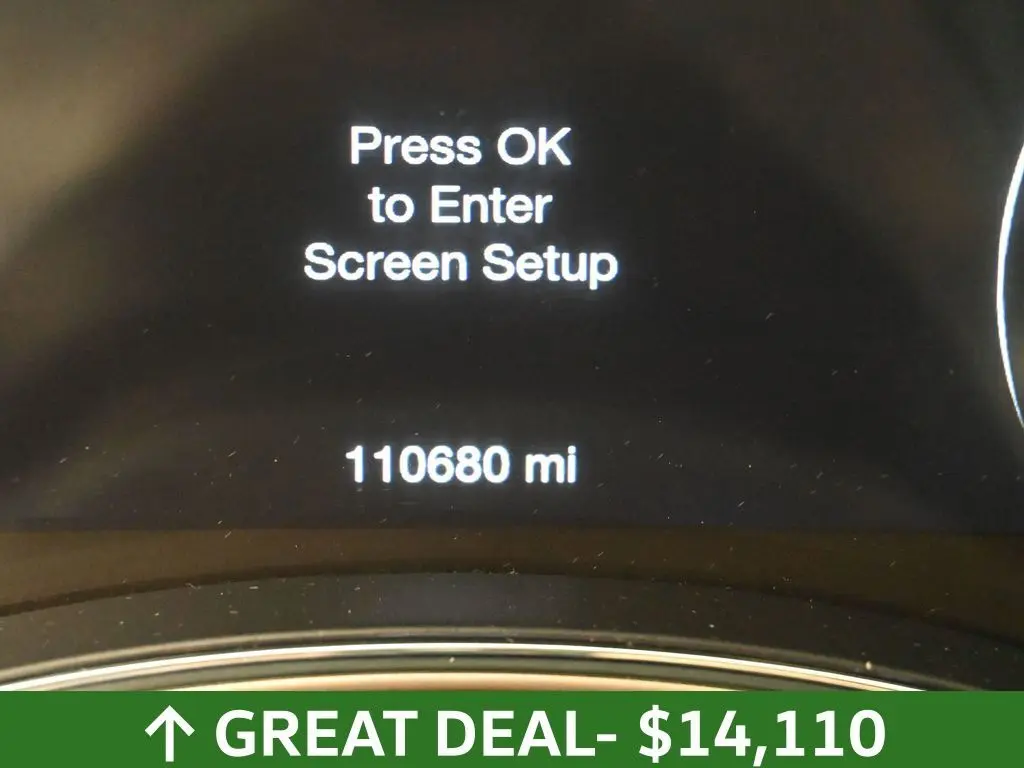 Press OK
to Enter
Screen Setup
110680 mi
↑ GREAT DEAL- $14,110